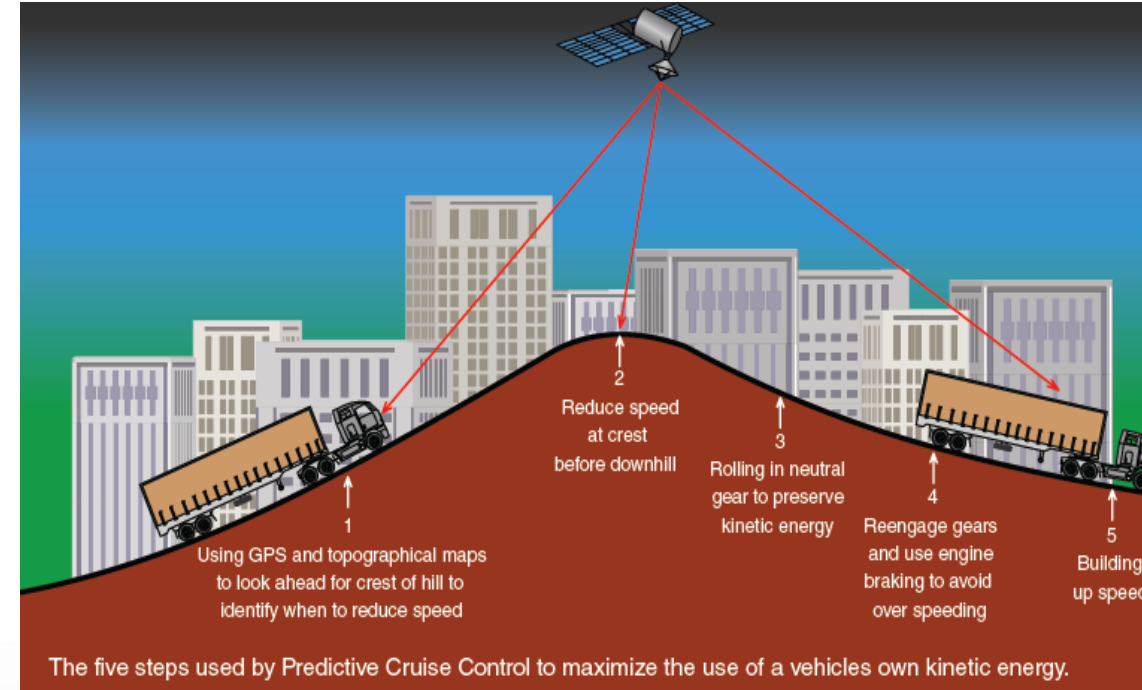 1
Using GPS and topographical maps
to look ahead for crest of hill to
identify when to reduce speed
2
Reduce speed
at crest
before downhill
3
Rolling in neutral
gear to preserve
kinetic energy
4
Reengage gears
and use engine
braking to avoid
over speeding
5
Building
up speed
The five steps used by Predictive Cruise Control to maximize the use of a vehicles own kinetic energy.